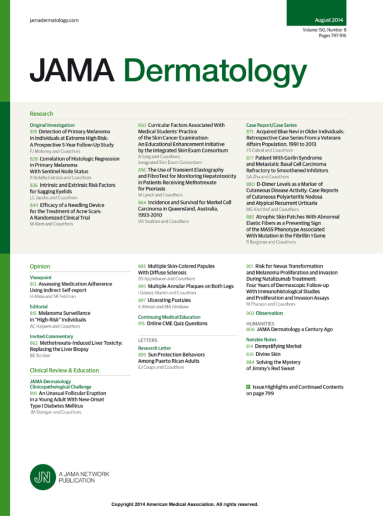 jamadermatology.com
August 2014
Volume 150, Number 8
Pages 797-916
JAMA Dermatology
Research
Original Investigation
819 Detection of Primary Melanoma
in Individuals at Extreme High Risk:
A Prospective 5-Year Follow-Up Study
FJ Moloney and Coauthors
828 Correlation of Histologic Regression
in Primary Melanoma
With Sentinel Node Status
R Botella-Estrada and Coauthors
836 Intrinsic and Extrinsic Risk Factors
for Sagging Eyelids
LC Jacobs and Coauthors
844 Efficacy of a Needling Device
for the Treatment of Acne Scars:
A Randomized Clinical Trial
M Alam and Coauthors
850 Curricular Factors Associated With
Medical Students' Practice
of the Skin Cancer Examination:
An Educational Enhancement Initiative
by the Integrated Skin Exam Consortium
A Garg and Coauthors;
Integrated Skin Exam Consortium
856 The Use of Transient Elastography
and FibroTest for Monitoring Hepatotoxicity
in Patients Receiving Methotrexate
for Psoriasis
W Lynch and Coauthors
864 Incidence and Survival for Merkel Cell
Carcinoma in Queensland, Australia,
1993-2010
DR Youlden and Coauthors
Case Report/Case Series
873 Acquired Blue Nevi in Older Individuals:
Retrospective Case Series From a Veterans
Affairs Population, 1991 to 2013
ES Cabral and Coauthors
877 Patient With Gorlin Syndrome
and Metastatic Basal Cell Carcinoma
Refractory to Smoothened Inhibitors
GA Zhu and Coauthors
880 D-Dimer Levels as a Marker of
Cutaneous Disease Activity: Case Reports
of Cutaneous Polyarteritis Nodosa
and Atypical Recurrent Urticaria
MG Kirchhof and Coauthors
885 Atrophic Skin Patches With Abnormal
Elastic Fibers as a Presenting Sign
of the MASS Phenotype Associated
With Mutation in the Fibrillin 1 Gene
R Bergman and Coauthors
Opinion
Viewpoint
813 Assessing Medication Adherence
Using Indirect Self-report
H Alinia and SR Feldman
Editorial
815 Melanoma Surveillance
in "High-Risk" Individuals
AC Halpern and Coauthors
Invited Commentary
862 Methotrexate-Induced Liver Toxicity:
Replacing the Liver Biopsy
BE Strober
Clinical Review & Education
JAMA Dermatology
Clinicopathological Challenge
891 An Unusual Follicular Eruption
in a Young Adult With New-Onset
Type I Diabetes Mellitus
JM Dongar and Coauthors
893 Multiple Skin-Colored Papules
With Diffuse Sclerosis
895 Multiple Annular Plaques on Both Legs
I Gómez-Martín and Coauthors
897 Ulcerating Pustules
K Altman and MA Hinshaw
Continuing Medical Education
915 Online CME Quiz Questions
LETTERS
Research Letter
899 Sun Protection Behaviors
Among Puerto Rican Adults
EJ Coups and Coauthors
901 Risk for Nevus Transformation
and Melanoma Proliferation and Invasion
During Natalizumab Treatment:
Four Years of Dermoscopic Follow-up
With Immunohistological Studies
and Proliferation and Invasion Assays
M Pisarson and Coauthors
903 Observation
HUMANITIES
806 JAMA Dermatology a Century Ago
Notable Notes
814 Demystifying Merkel
835 Divine Skin
884 Solving the Mystery
of Jimmy's Red Sweat
Issue Highlights and Continued Contents
on page 799
JN
A JAMA NETWORK
PUBLICATION
Copyright 2014 American Medical Association. All rights reserved.